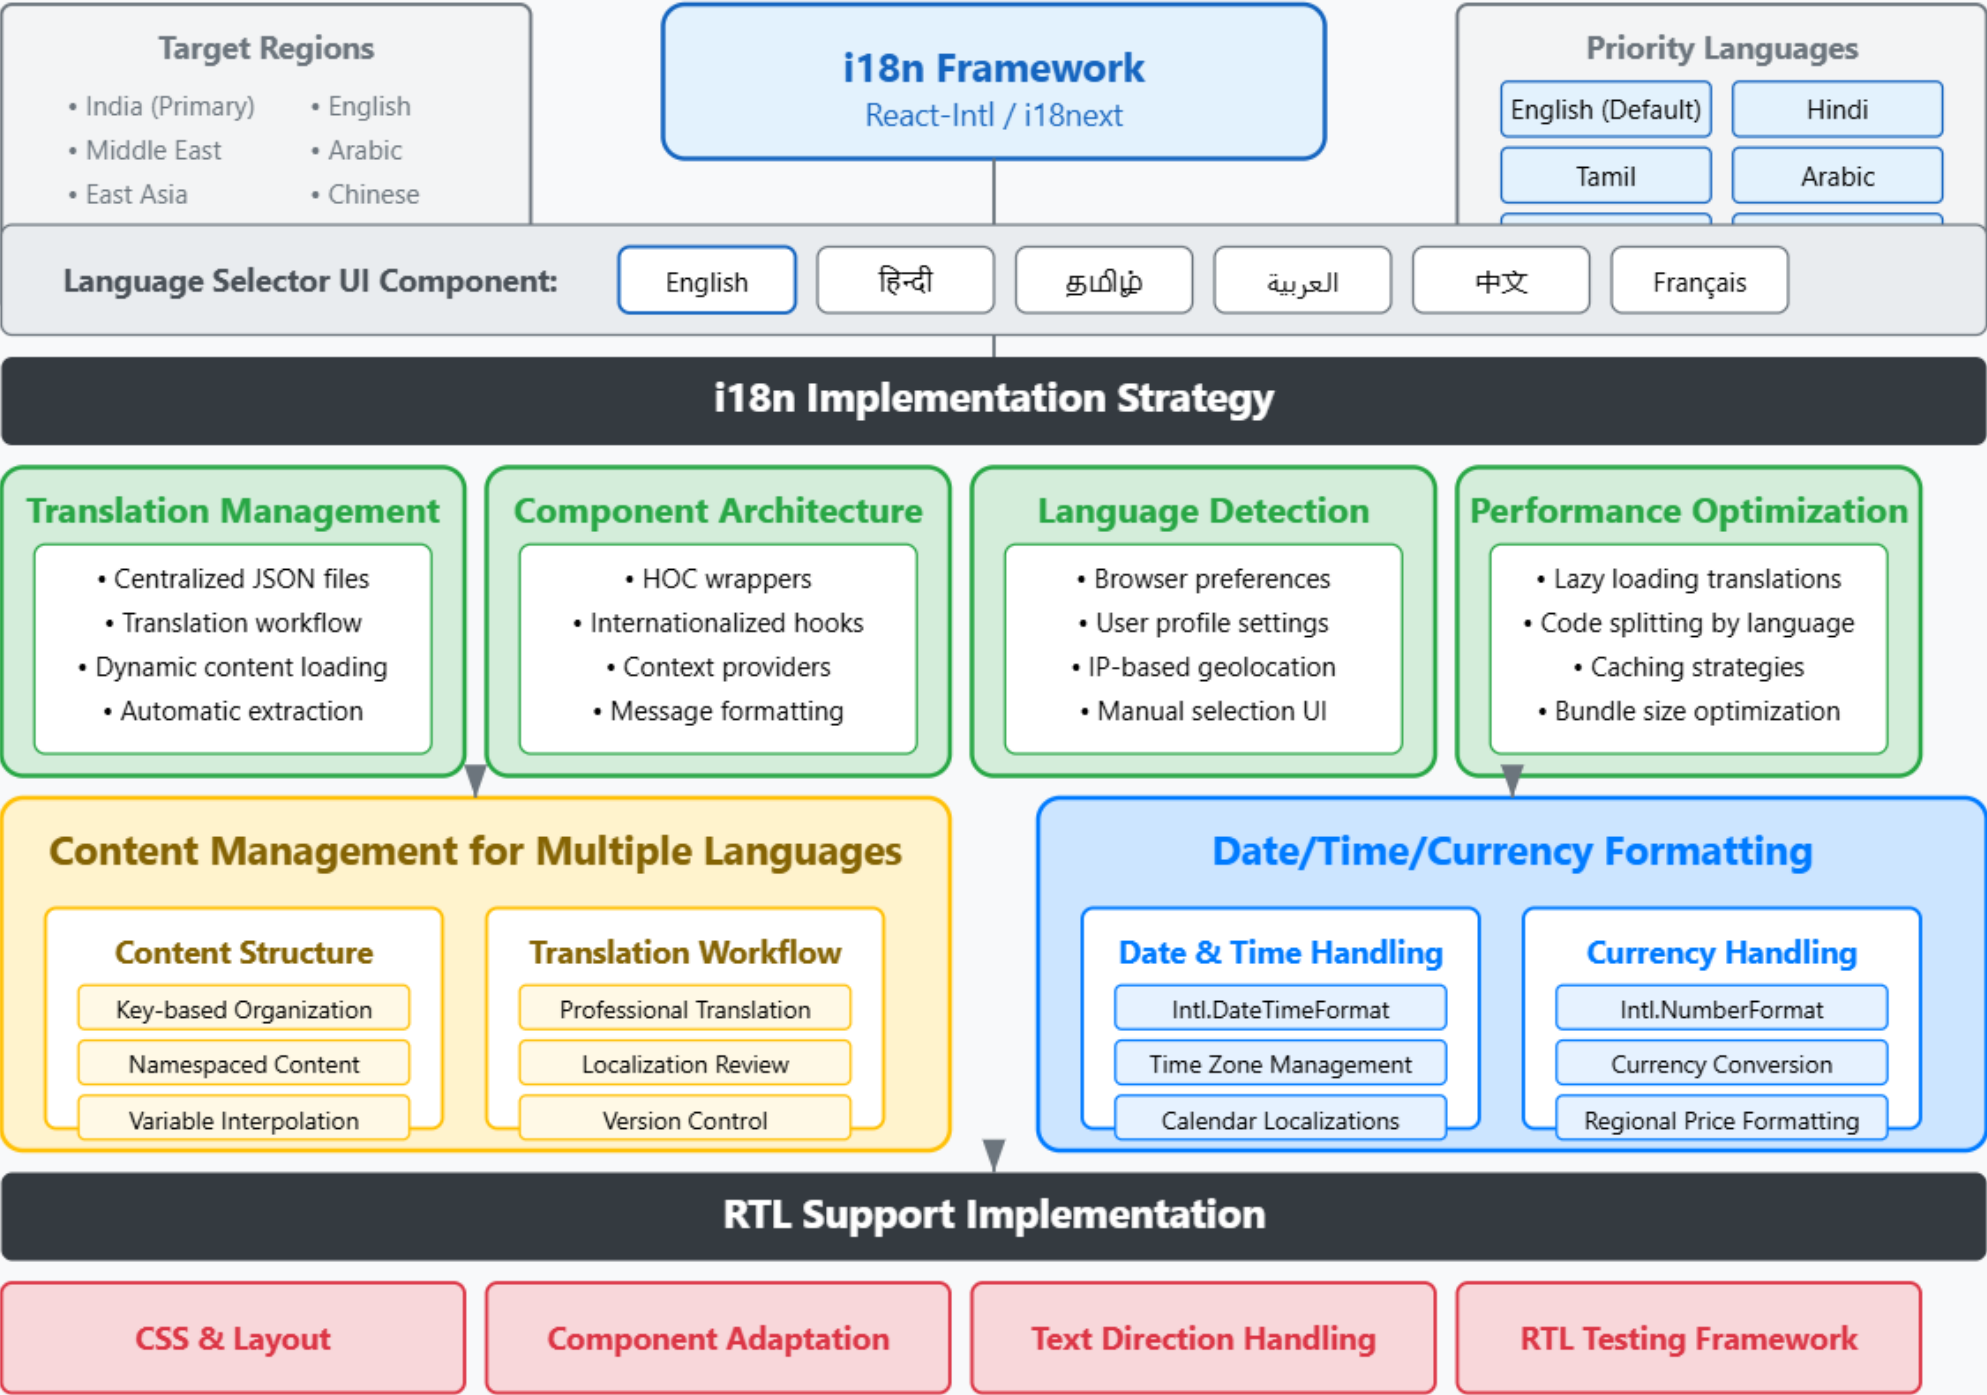 Target Regions
• India (Primary)
• English
• Middle East
• Arabic
• East Asia
• Chinese
i18n Framework
React-Intl / i18next
Priority Languages
English (Default)
Hindi
Tamil
Arabic
Language Selector UI Component:
English
हिन्दी
தமிழ்
العربية
中文
Français
i18n Implementation Strategy
Translation Management
• Centralized JSON files
• Translation workflow
• Dynamic content loading
• Automatic extraction
Component Architecture
• HOC wrappers
• Internationalized hooks
• Context providers
• Message formatting
Language Detection
• Browser preferences
• User profile settings
• IP-based geolocation
• Manual selection UI
Performance Optimization
• Lazy loading translations
• Code splitting by language
• Caching strategies
• Bundle size optimization
Content Management for Multiple Languages
Content Structure
Key-based Organization
Namespaced Content
Variable Interpolation
Translation Workflow
Professional Translation
Localization Review
Version Control
Date/Time/Currency Formatting
Date & Time Handling
Intl.DateTimeFormat
Time Zone Management
Calendar Localizations
Currency Handling
Intl.NumberFormat
Currency Conversion
Regional Price Formatting
RTL Support Implementation
CSS & Layout
Component Adaptation
Text Direction Handling
RTL Testing Framework